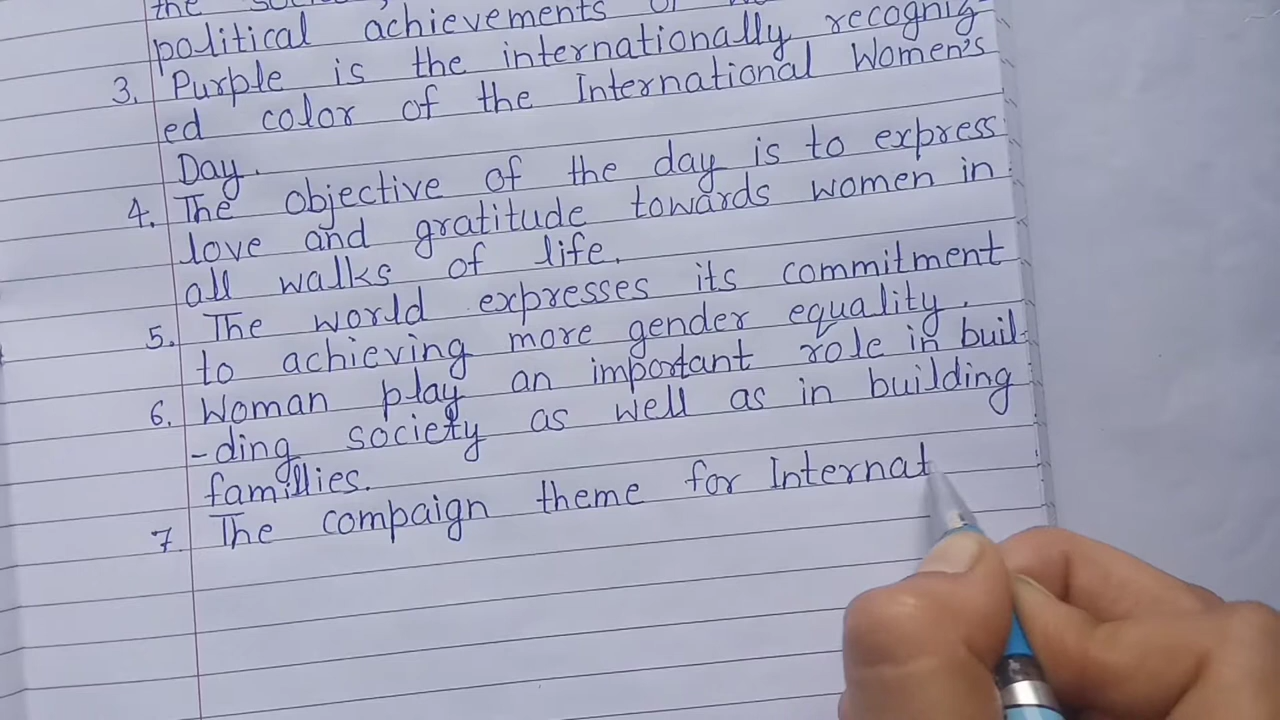 the
political achievements of
3. Purple is the internationally recogniz
ed color of the International Women's
Day.
4. The objective of the day is to express
love and gratitude towards women in
all walks of life.
5. The world expresses its commitment
to achieving more gender equality.
6. Woman play an important role in buil-
-ding society as well as in building
famillies.
7. The compaign theme for Internat